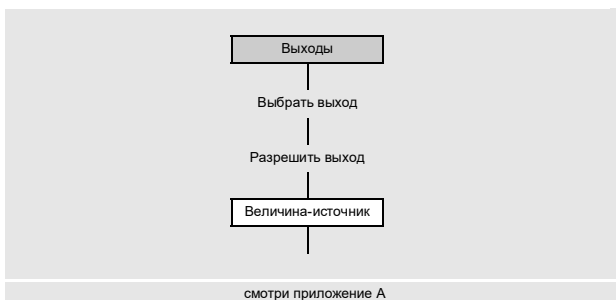 Выходы
Выбрать выход
Разрешить выход
Величина-источник
смотри приложение А